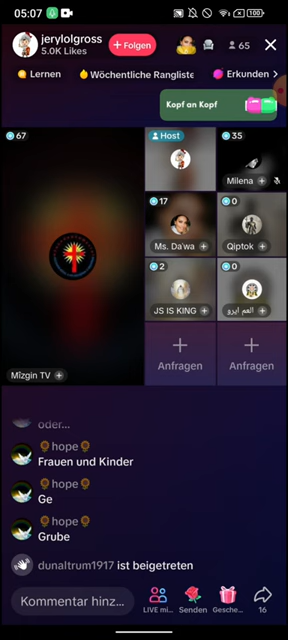 05:07
100
jerylolgross
5.0K Likes
+ Folgen
65
Lernen
Wöchentliche Rangliste
Erkunden
Kopf an Kopf
67
Host
35
Milena
17
Ms. Da'wa
0
Qiptok
2
JS IS KING
0
العم ايرو
Mîzgin TV
Anfragen
Anfragen
oder...
hope
Frauen und Kinder
hope
Ge
hope
Grube
dunaltrum1917 ist beigetreten
Kommentar hinz...
LIVE mi...
Senden
Gesche...
16